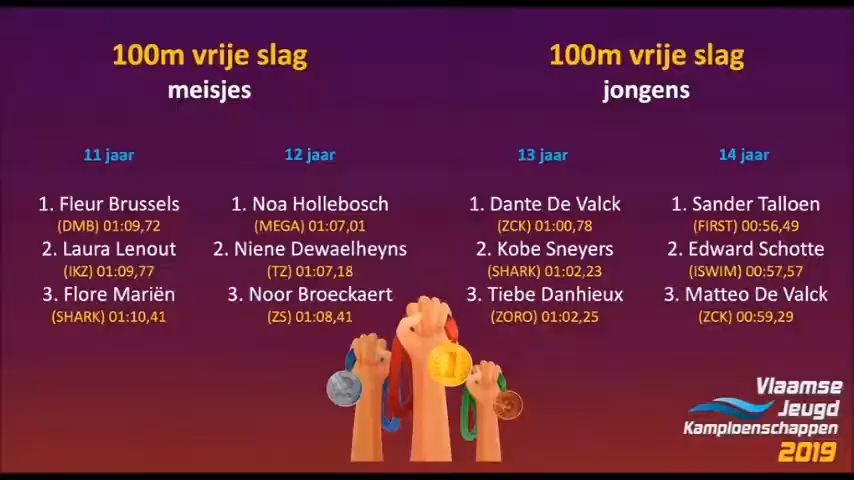 100m vrije slag
meisjes
11 jaar
1. Fleur Brussels
(DMB) 01:09,72
2. Laura Lenout
(IKZ) 01:09,77
3. Flore Mariën
(SHARK) 01:10,41
12 jaar
1. Noa Hollebosch
(MEGA) 01:07,01
2. Niene Dewaelheyns
(TZ) 01:07,18
3. Noor Broeckaert
(ZS) 01:08,41
100m vrije slag
jongens
13 jaar
1. Dante De Valck
(ZCK) 01:00,78
2. Kobe Sneyers
(SHARK) 01:02,23
3. Tiebe Danhieux
(ZORO) 01:02,25
14 jaar
1. Sander Talloen
(FIRST) 00:56,49
2. Edward Schotte
(ISWIM) 00:57,57
3. Matteo De Valck
(ZCK) 00:59,29
Vlaamse
Jeugd
Kampioenschappen
2019